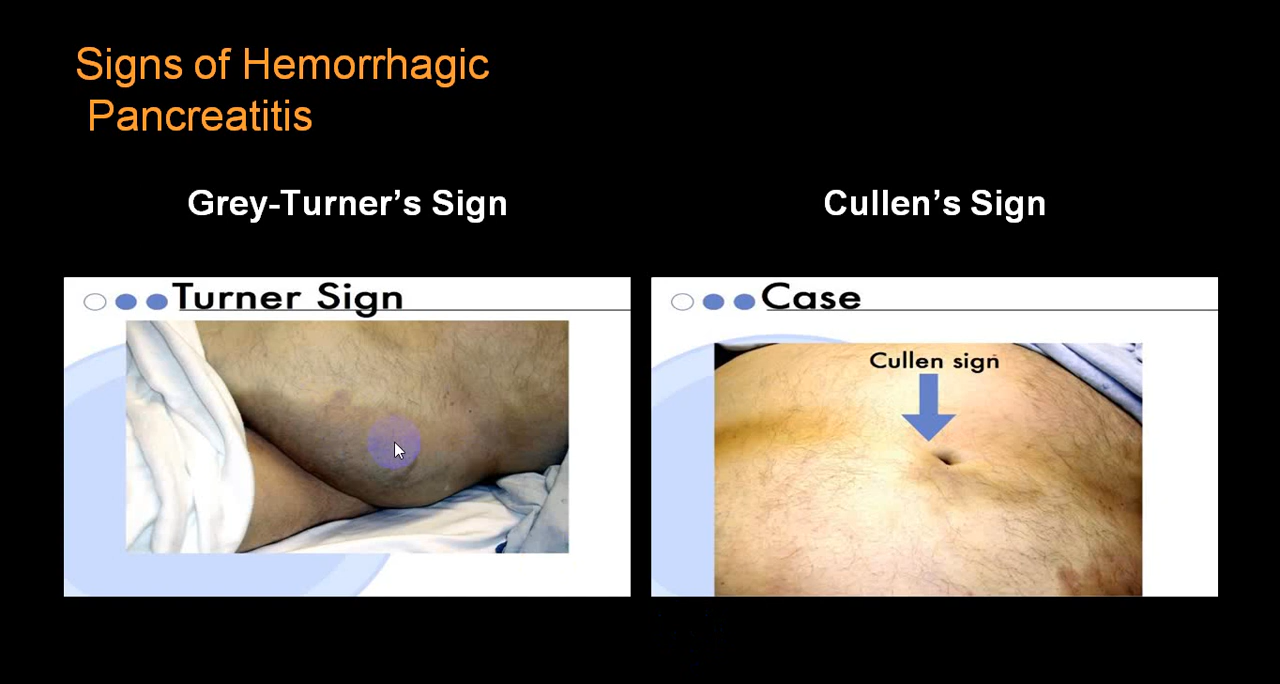 Signs of Hemorrhagic
Pancreatitis
Grey-Turner’s Sign
Cullen’s Sign
Turner Sign
Case
Cullen sign